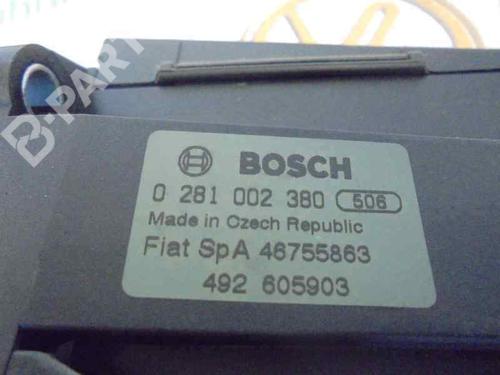 BOSCH
0 281 002 380 506
Made in Czech Republic
Fiat SpA 46755863
492 605903
B-PARTS